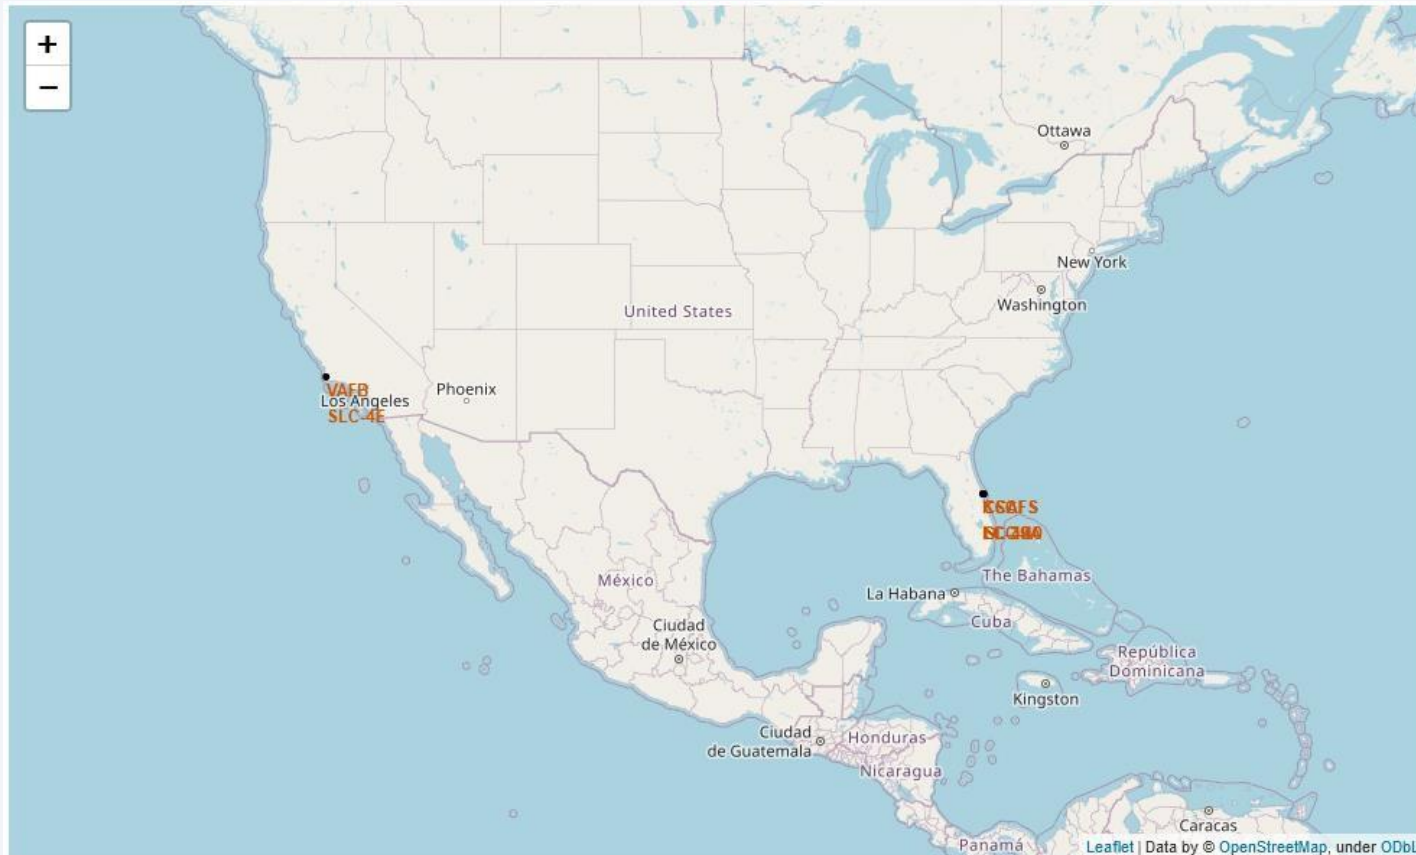 +
−
Ottawa
New York
Washington
United States
VAFB
Los Angeles
SLC-4E
Phoenix
The Bahamas
La Habana
Cuba
México
Ciudad
de México
República
Dominicana
Kingston
Ciudad
de Guatemala
Honduras
Nicaragua
Caracas
Panamá
Leaflet | Data by © OpenStreetMap, under ODbL